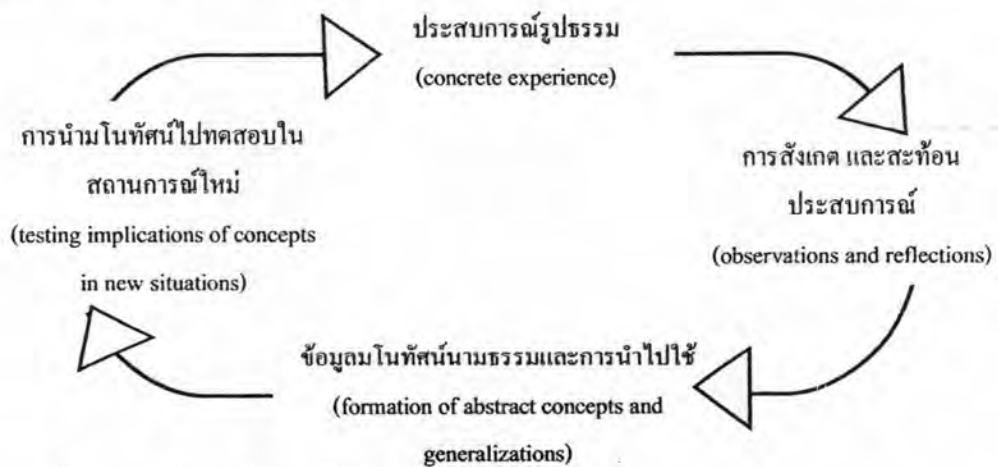 ประสบการณ์รูปธรรม
(concrete experience)
การสังเกต และสะท้อน
ประสบการณ์
(observations and reflections)
ข้อมูลมโนทัศน์นามธรรมและการนำไปใช้
(formation of abstract concepts and
generalizations)
การนำมโนทัศน์ไปทดสอบใน
สถานการณ์ใหม่
(testing implications of concepts
in new situations)